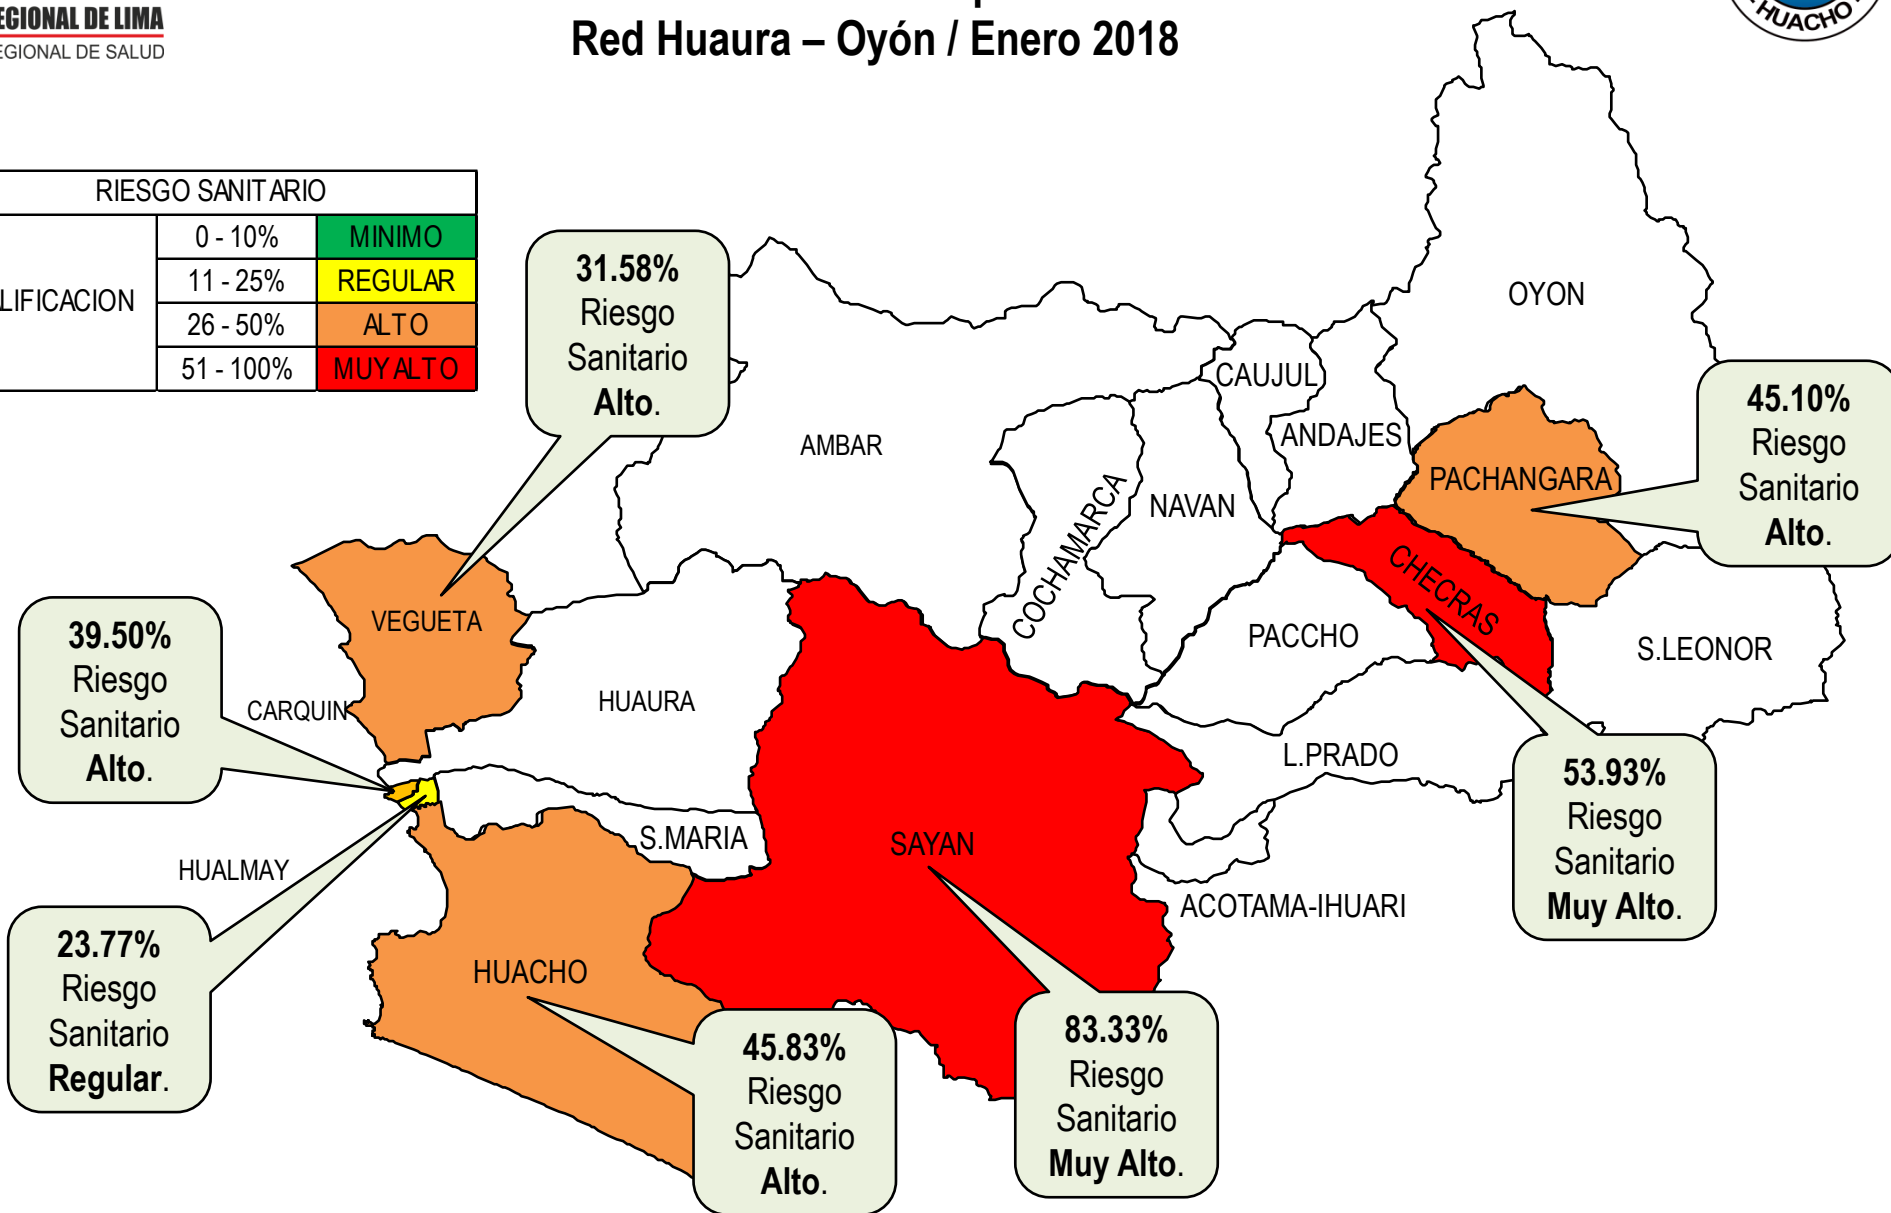 EGIONAL DE LIMA
EGIONAL DE SALUD
Red Huaura – Oyón / Enero 2018
HUACHO
RIESGO SANITARIO
LIFICACION
0 - 10% MINIMO
11 - 25% REGULAR
26 - 50% ALTO
51 - 100% MUY ALTO
31.58%
Riesgo
Sanitario
Alto.
OYON
CAUJUL
ANDAJES
AMBAR
PACHANGARA
45.10%
Riesgo
Sanitario
Alto.
NAVAN
COCHAMARCA
CHECRAS
VEGUETA
PACCHO
S.LEONOR
39.50%
Riesgo
Sanitario
Alto.
CARQUIN
HUAURA
L.PRADO
53.93%
Riesgo
Sanitario
Muy Alto.
S.MARIA
SAYAN
HUALMAY
ACOTAMA-IHUARI
23.77%
Riesgo
Sanitario
Regular.
HUACHO
45.83%
Riesgo
Sanitario
Alto.
83.33%
Riesgo
Sanitario
Muy Alto.